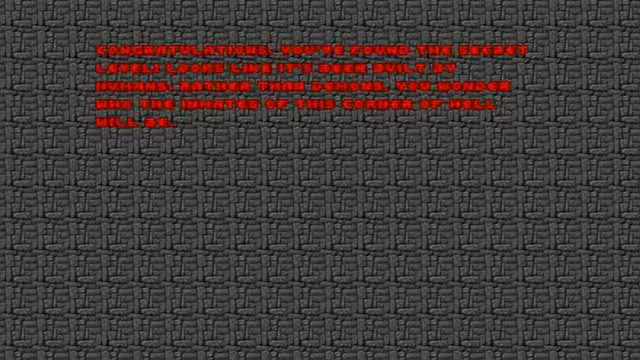 CONGRATULATIONS, YOU'VE FOUND THE SECRET
LEVEL! LOOKS LIKE IT'S BEEN BUILT BY
HUMANS, RATHER THAN DEMONS. YOU WONDER
WHO THE INMATES OF THIS CORNER OF HELL
WILL BE.